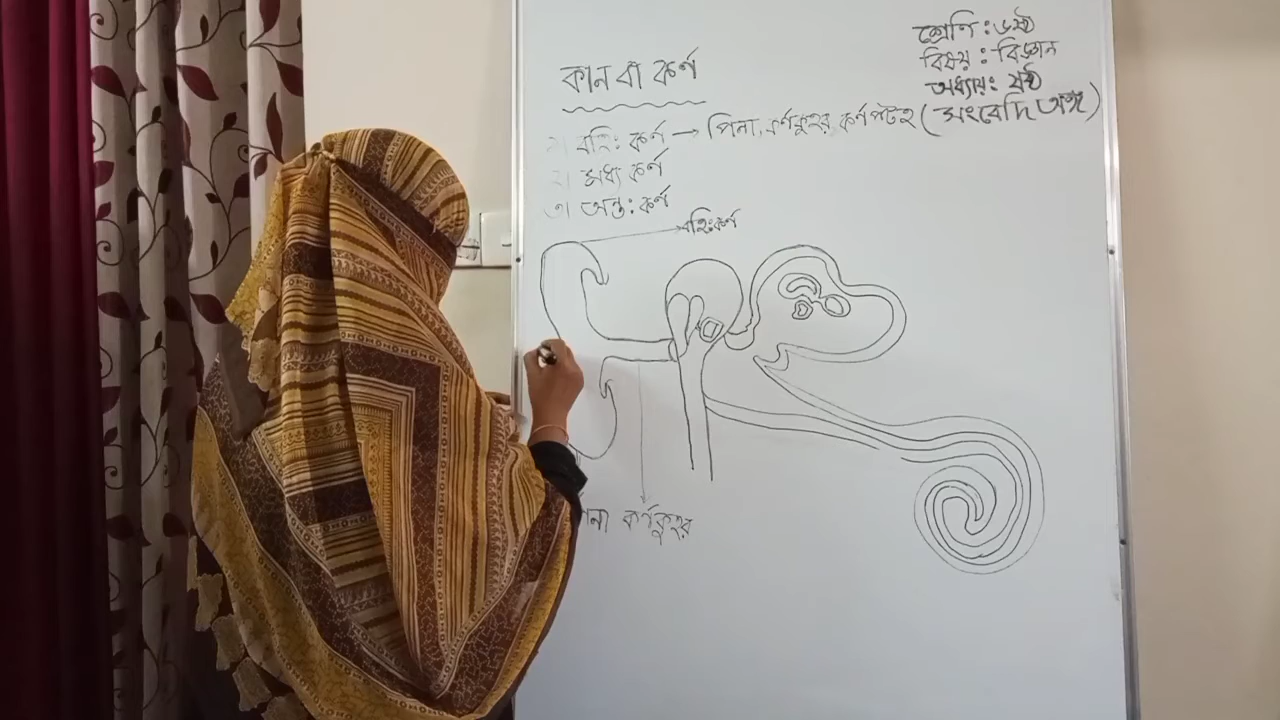 শ্রেণি : ৬ষ্ঠ
বিষয় : বিজ্ঞান
অধ্যায়: ষষ্ঠ
(সংবেদি অঙ্গ)
কান বা কর্ণ
১। বহি: কর্ণ → পিনা, কর্ণকুহর, কর্ণপটহ
২। মধ্য কর্ণ
৩। অন্ত: কর্ণ
বহি:কর্ণ
কর্ণকুহর